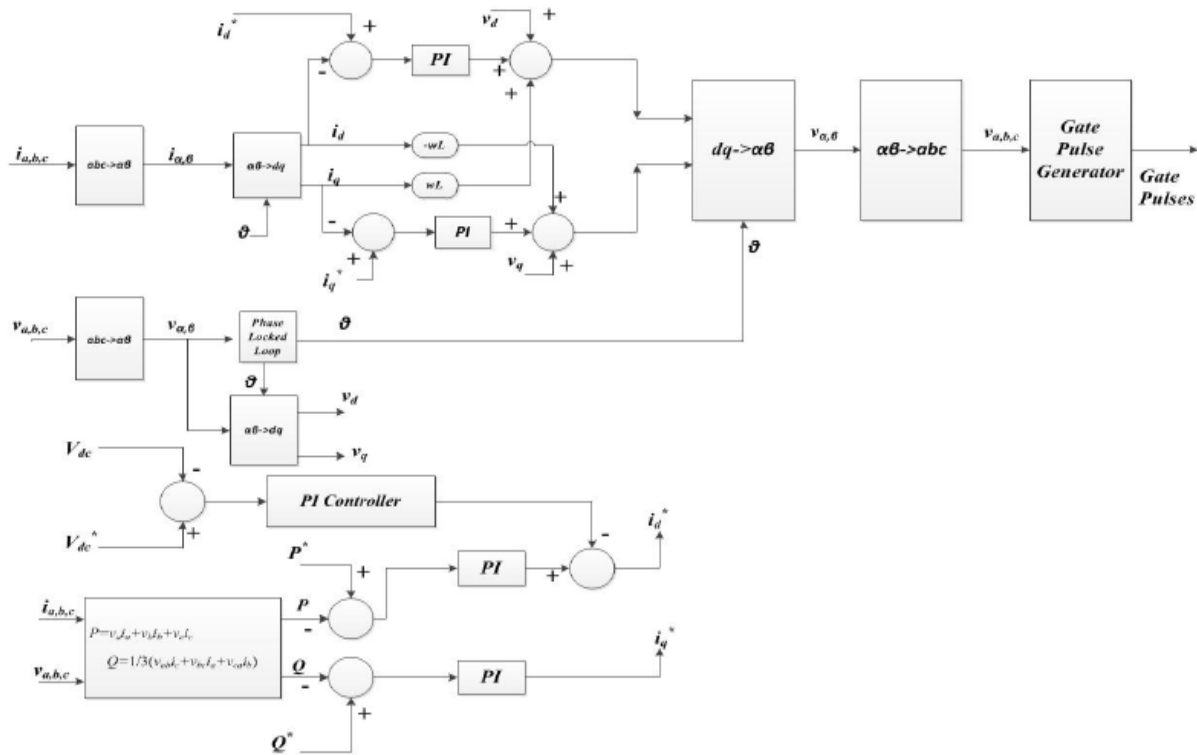 i_d*
+
v_d
+
PI
-
+
+
i_a,b,c
abc->αβ
i_α,β
αβ->dq
i_d
-wL
i_q
wL
ϑ
-
+
i_q*
PI
+
+
v_q
+
dq->αβ
v_α,β
αβ->abc
v_a,b,c
Gate
Pulse
Generator
Gate
Pulses
ϑ
v_a,b,c
abc->αβ
v_α,β
Phase
Locked
Loop
ϑ
ϑ
αβ->dq
v_d
v_q
V_dc
-
PI Controller
V_dc*
+
-
i_d*
P*
+
PI
+
i_a,b,c
P
-
P=v_a i_a+v_b i_b+v_c i_c
Q=1/3(v_ab i_c+v_bc i_a+v_ca i_b)
v_a,b,c
Q
-
PI
i_q*
+
Q*